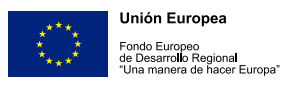 Unión Europea
Fondo Europeo
de Desarrollo Regional
“Una manera de hacer Europa”